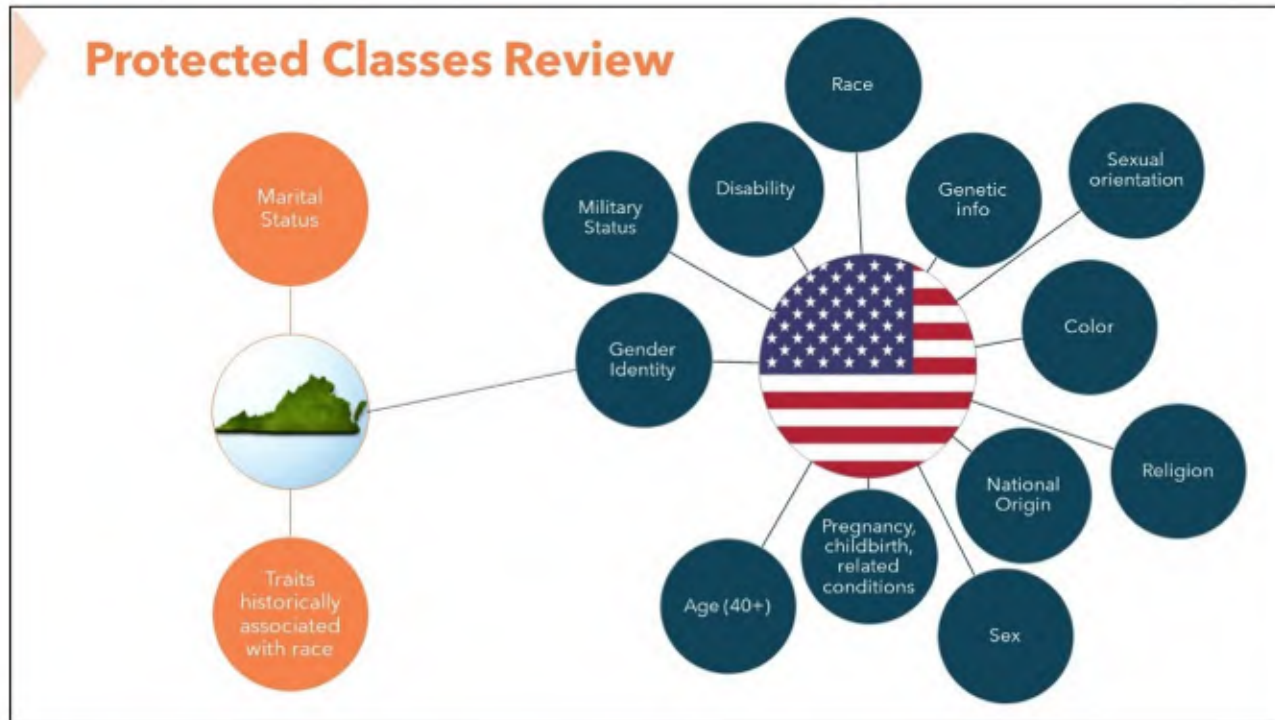 Protected Classes Review
Marital
Status
Traits
historically
associated
with race
Race
Disability
Military
Status
Gender
Identity
Genetic
info
Sexual
orientation
Color
Religion
National
Origin
Sex
Pregnancy,
childbirth,
related
conditions
Age (40+)